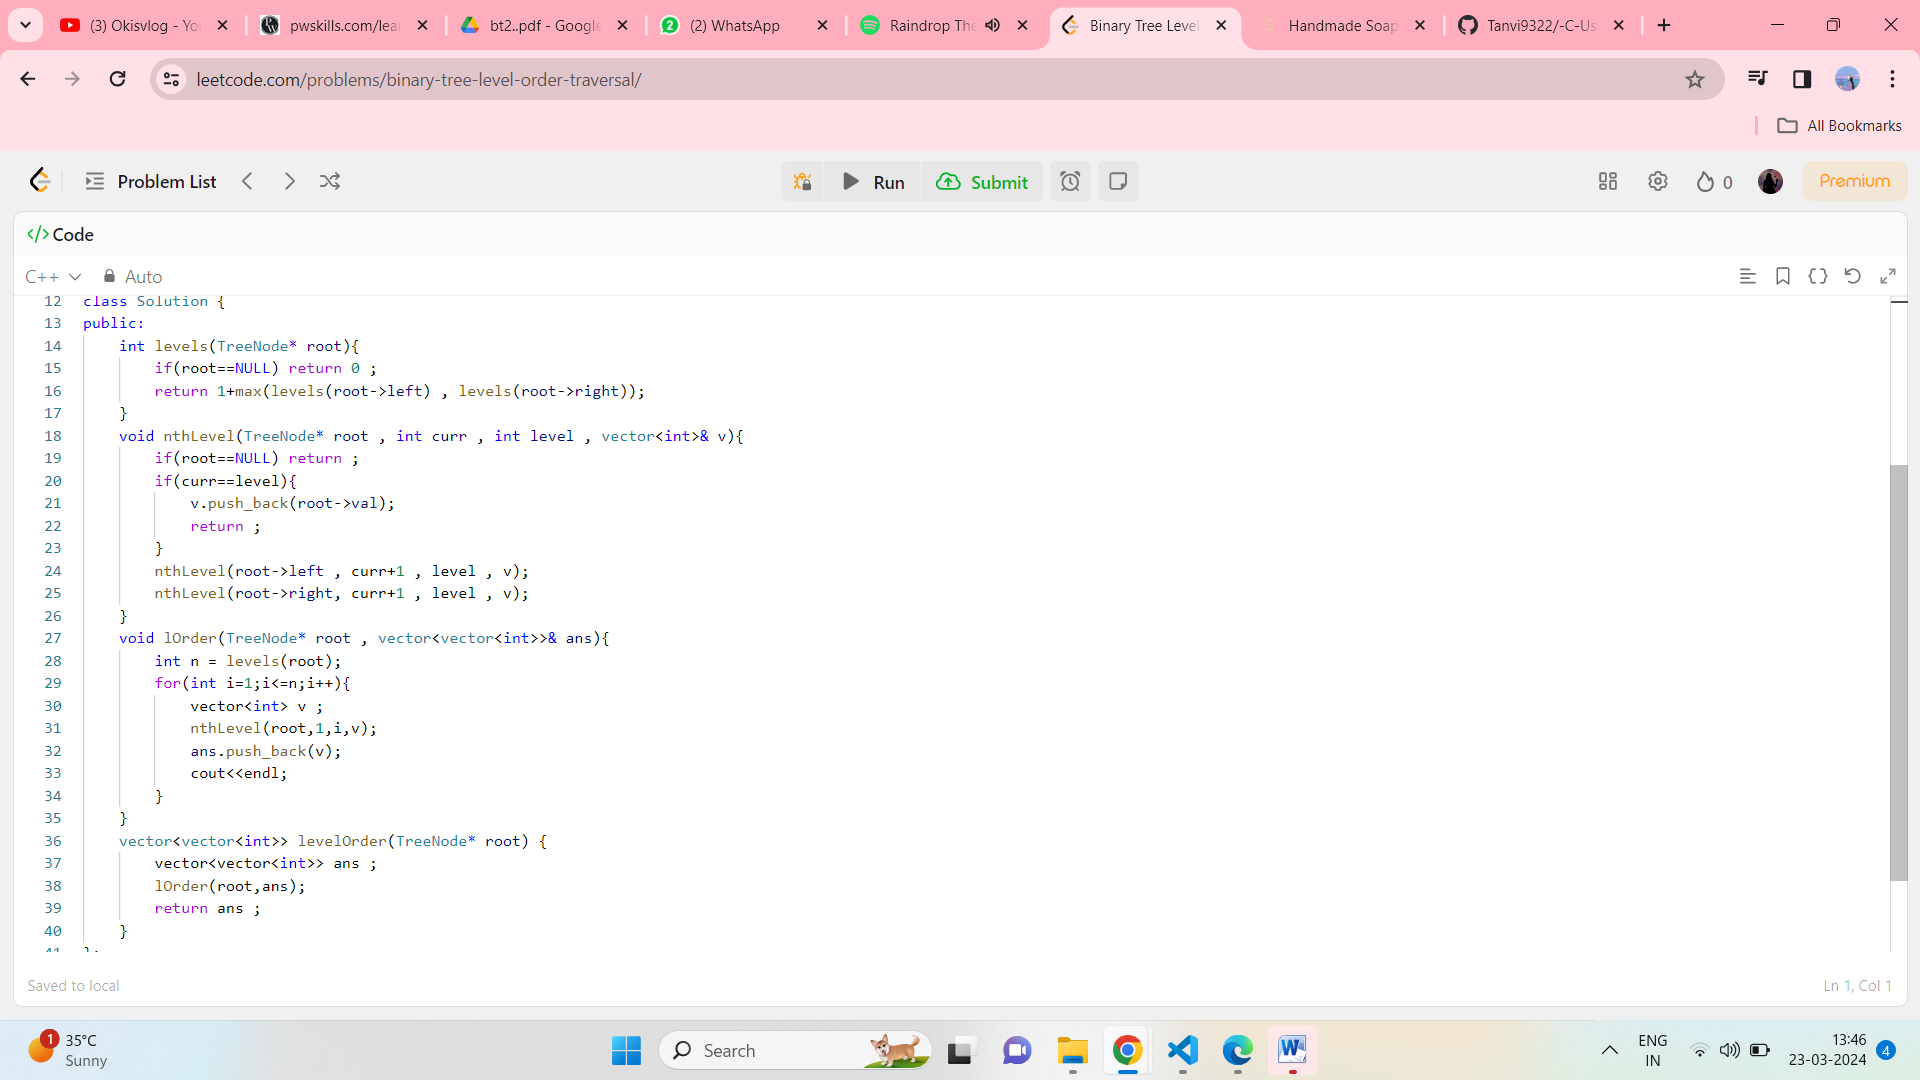 (3) Okisvlog - Yo
pwskills.com/lear
bt2..pdf - Google
(2) WhatsApp
Raindrop The
Binary Tree Level
Handmade Soap
Tanvi9322/-C-Us
leetcode.com/problems/binary-tree-level-order-traversal/
All Bookmarks
Problem List
Run
Submit
0
Premium
</> Code
C++
Auto
12 class Solution {
13 public:
14 int levels(TreeNode* root){
15 if(root==NULL) return 0 ;
16 return 1+max(levels(root->left) , levels(root->right));
17 }
18 void nthLevel(TreeNode* root , int curr , int level , vector<int>& v){
19 if(root==NULL) return ;
20 if(curr==level){
21 v.push_back(root->val);
22 return ;
23 }
24 nthLevel(root->left , curr+1 , level , v);
25 nthLevel(root->right, curr+1 , level , v);
26 }
27 void lOrder(TreeNode* root , vector<vector<int>>& ans){
28 int n = levels(root);
29 for(int i=1;i<=n;i++){
30 vector<int> v ;
31 nthLevel(root,1,i,v);
32 ans.push_back(v);
33 cout<<endl;
34 }
35 }
36 vector<vector<int>> levelOrder(TreeNode* root) {
37 vector<vector<int>> ans ;
38 lOrder(root,ans);
39 return ans ;
40 }
41 };
Saved to local
Ln 1, Col 1
1
35°C
Sunny
Search
ENG
IN
13:46
23-03-2024
4